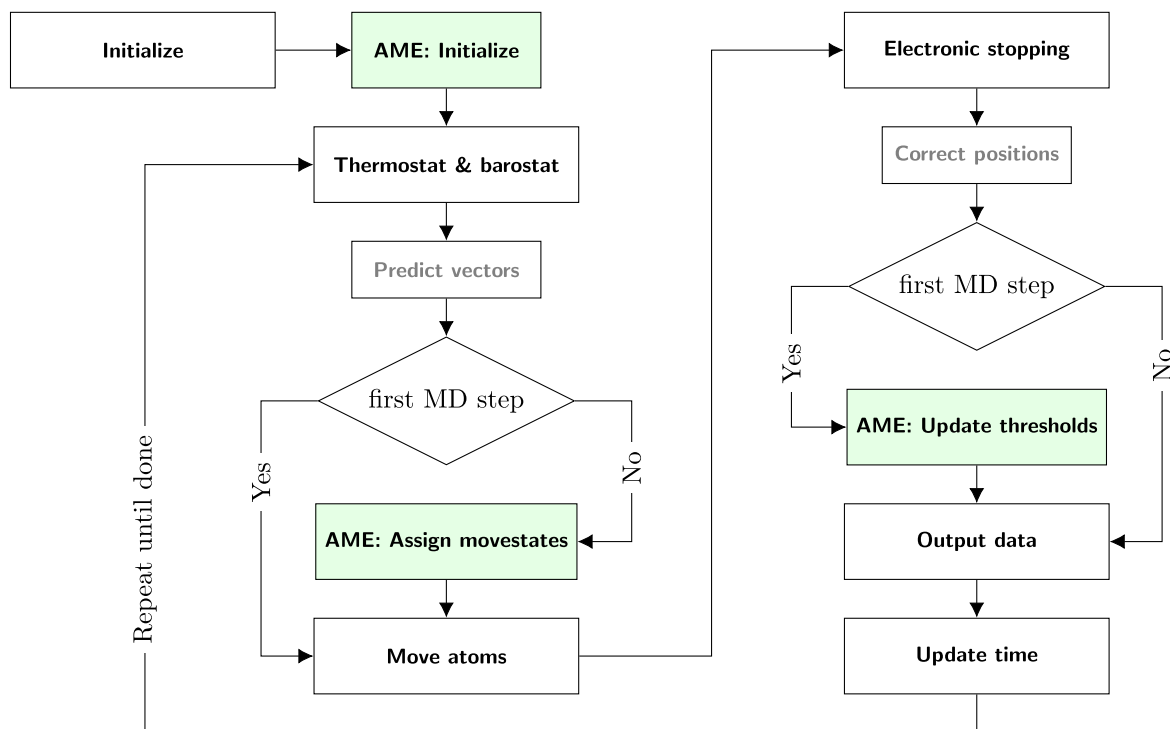 Initialize
AME: Initialize
Thermostat & barostat
Predict vectors
first MD step
Yes
No
AME: Assign movestates
Move atoms
Repeat until done
Electronic stopping
Correct positions
first MD step
Yes
No
AME: Update thresholds
Output data
Update time